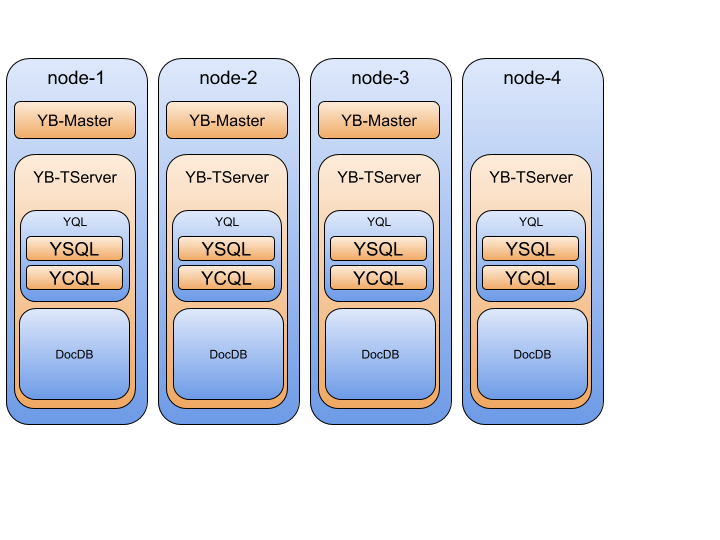 node-1
YB-Master
YB-TServer
YQL
YSQL
YCQL
DocDB
node-2
YB-Master
YB-TServer
YQL
YSQL
YCQL
DocDB
node-3
YB-Master
YB-TServer
YQL
YSQL
YCQL
DocDB
node-4
YB-TServer
YQL
YSQL
YCQL
DocDB